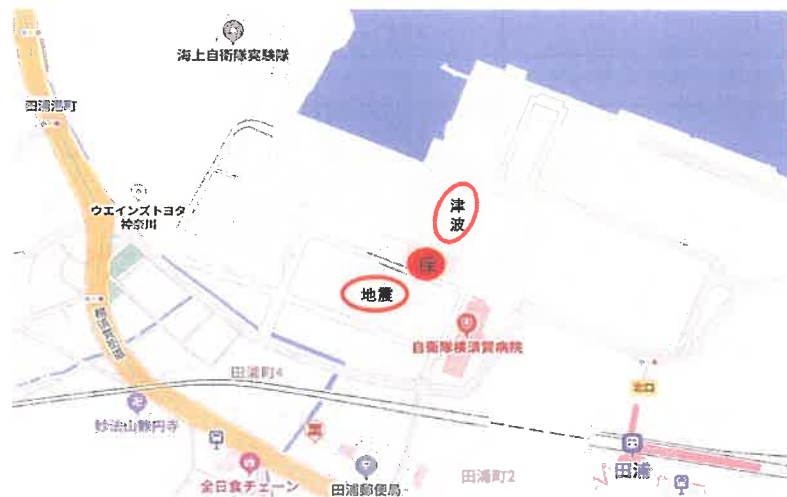 海上自衛隊実験隊
田浦港町
ウエインズトヨタ
神奈川
津波
保
地震
自衛隊横須賀病院
田浦町4
北口
妙法山静円寺
田浦
全日食チェーン
田浦郵便局
田浦町2